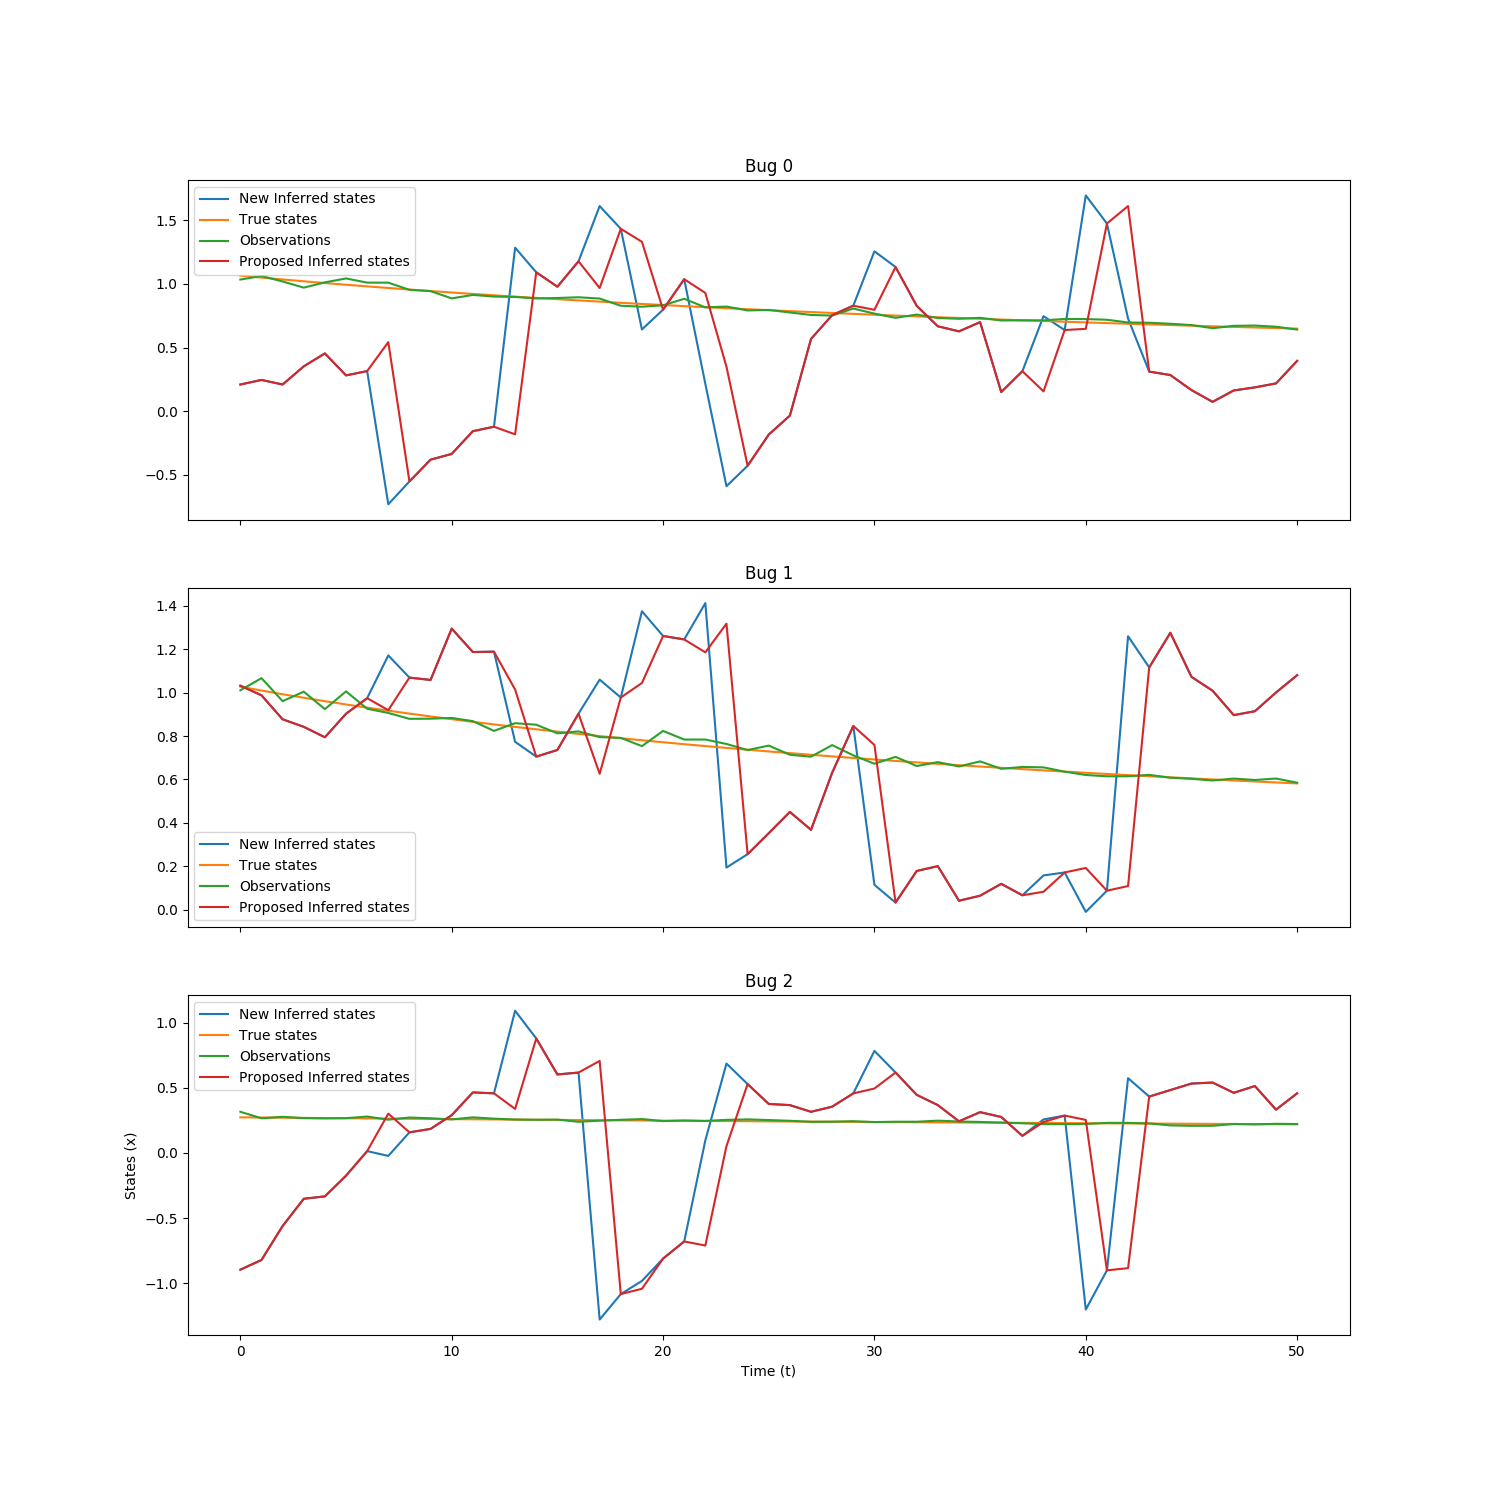 Bug 0
New Inferred states
True states
Observations
Proposed Inferred states
1.5
1.0
0.5
0.0
−0.5
Bug 1
1.4
1.2
1.0
0.8
0.6
0.4
0.2
0.0
New Inferred states
True states
Observations
Proposed Inferred states
Bug 2
New Inferred states
True states
Observations
Proposed Inferred states
1.0
0.5
0.0
−0.5
−1.0
States (x)
0 10 20 30 40 50
Time (t)